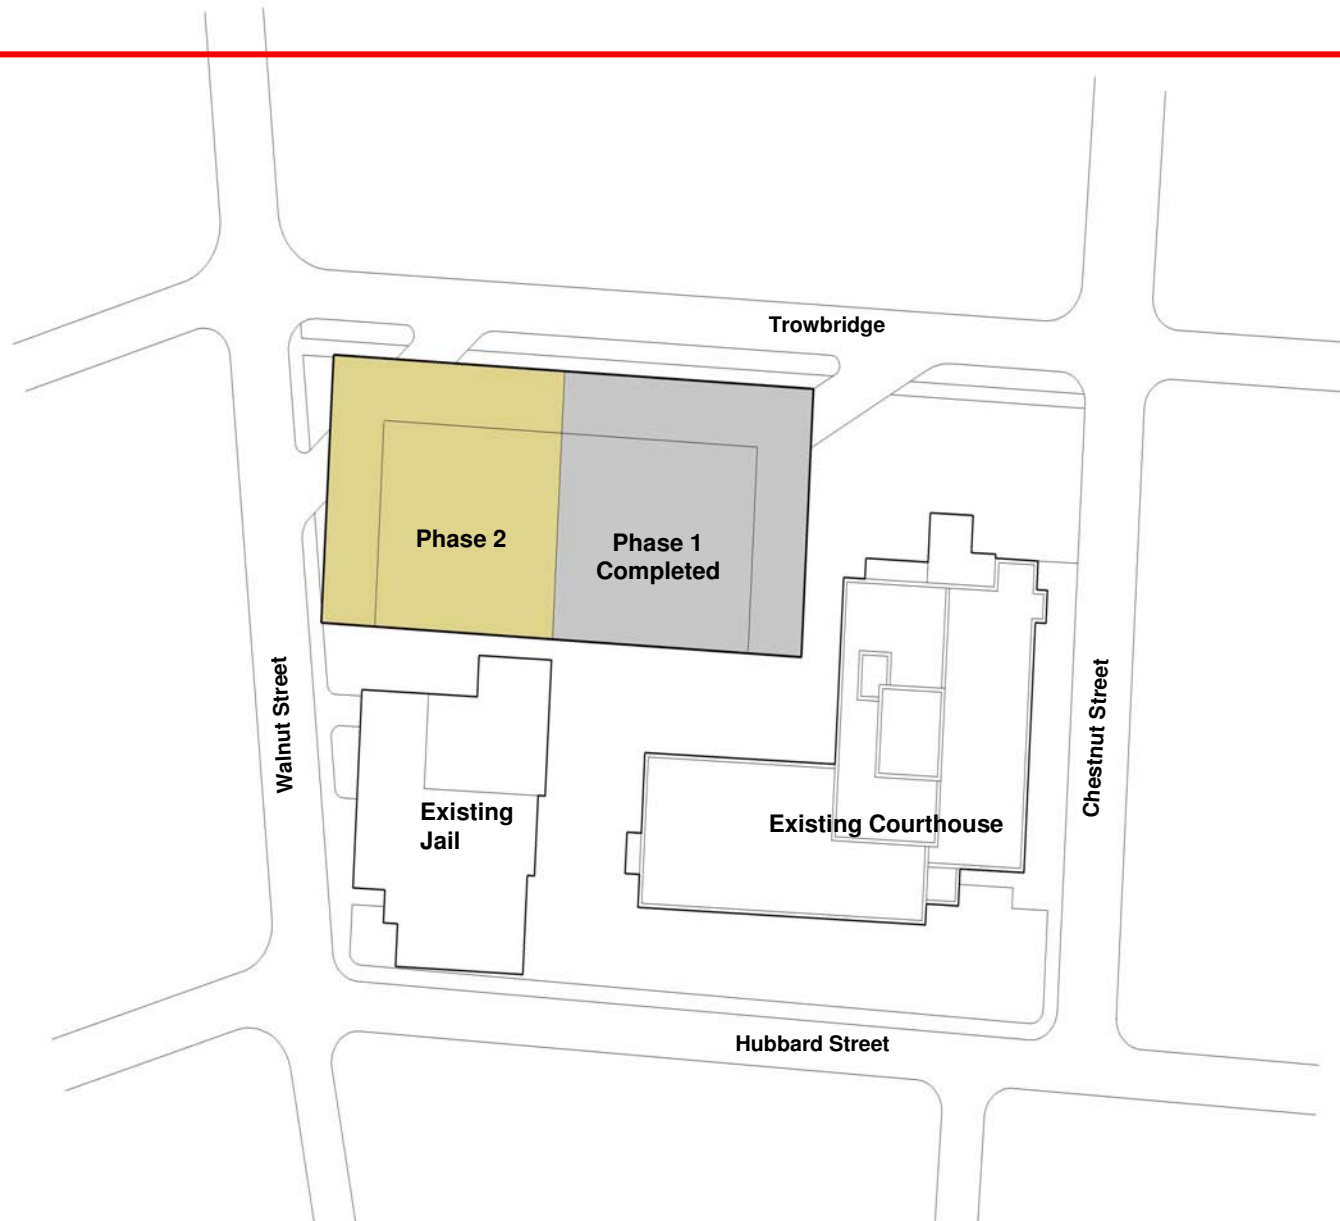 Trowbridge
Phase 2
Phase 1
Completed
Walnut Street
Chestnut Street
Existing
Jail
Existing Courthouse
Hubbard Street